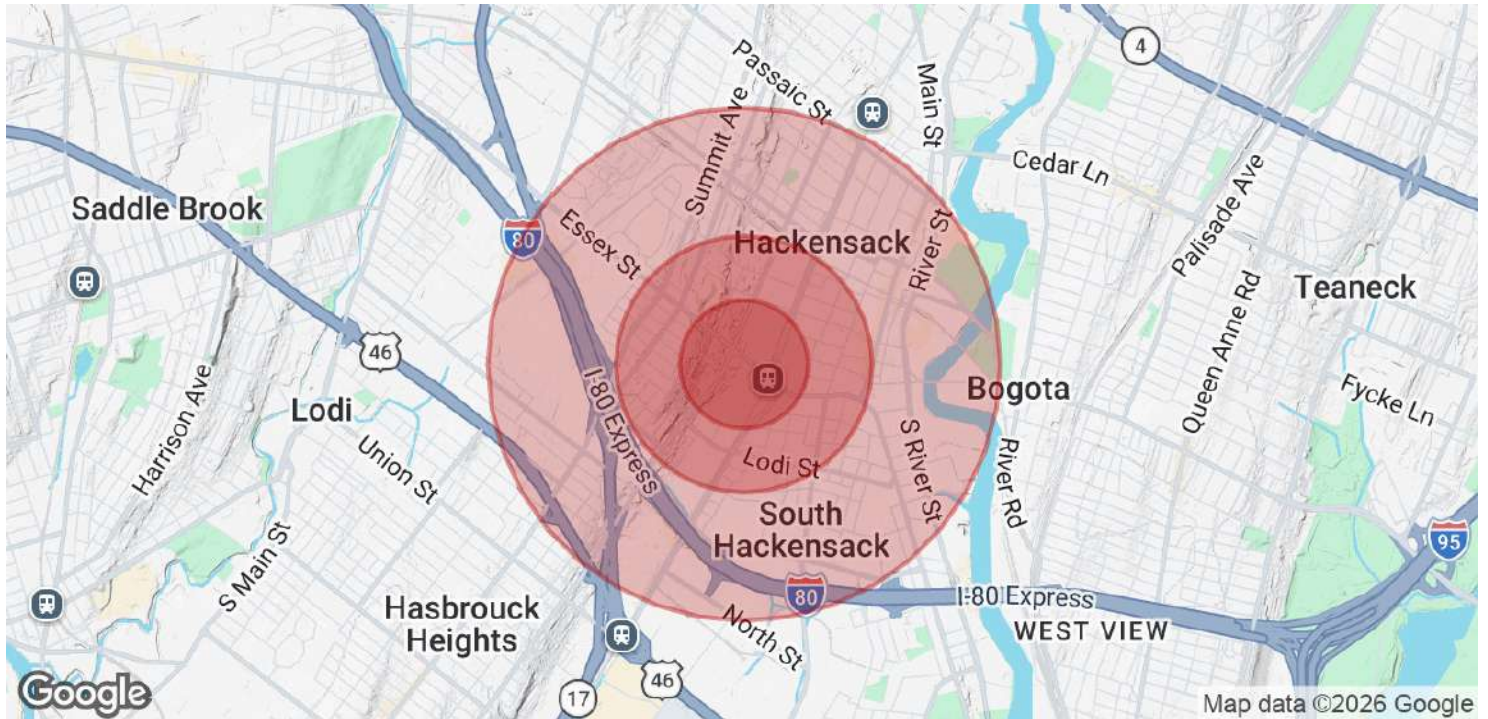 Passaic St
Main St
4
Summit Ave
Cedar Ln
Saddle Brook
Essex St
80
Hackensack
River St
Palisade Ave
Teaneck
46
I-80 Express
Queen Anne Rd
Bogota
Fycke Ln
Harrison Ave
Lodi
Union St
Lodi St
S River St
River Rd
South
Hackensack
95
S Main St
Hasbrouck
Heights
80
I-80 Express
North St
WEST VIEW
46
17
Google
Map data ©2026 Google